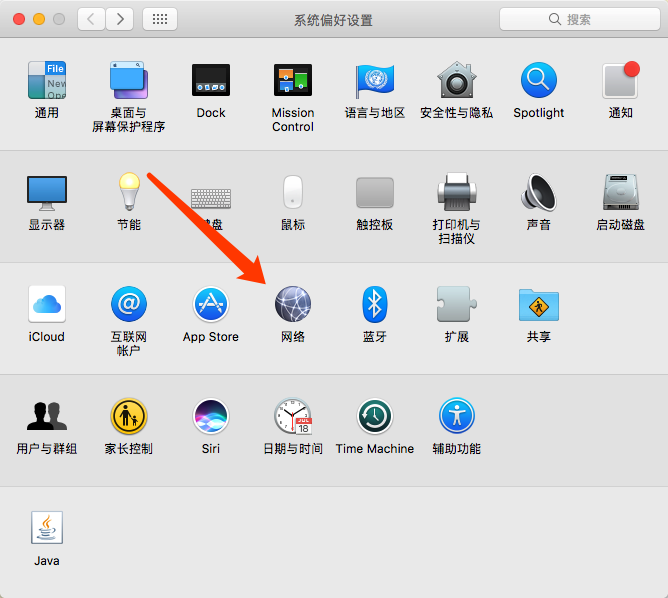 系统偏好设置
搜索
File
New
Ope
通用
桌面与
屏幕保护程序
Dock
Mission
Control
语言与地区
安全性与隐私
Spotlight
通知
显示器
节能
键盘
鼠标
触控板
打印机与
扫描仪
声音
启动磁盘
iCloud
@
互联网
帐户
App Store
网络
蓝牙
扩展
共享
用户与群组
家长控制
Siri
JUL
18
日期与时间
Time Machine
辅助功能
Java